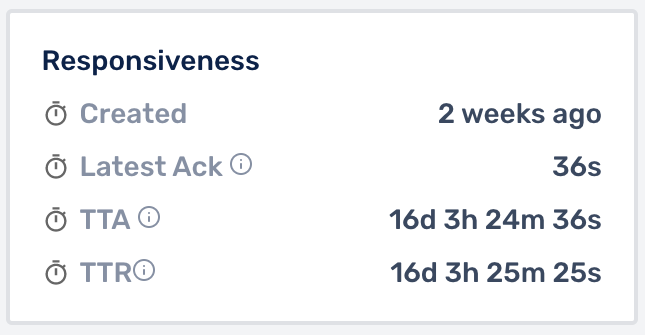 Responsiveness
Created 2 weeks ago
Latest Ack 36s
TTA 16d 3h 24m 36s
TTR 16d 3h 25m 25s